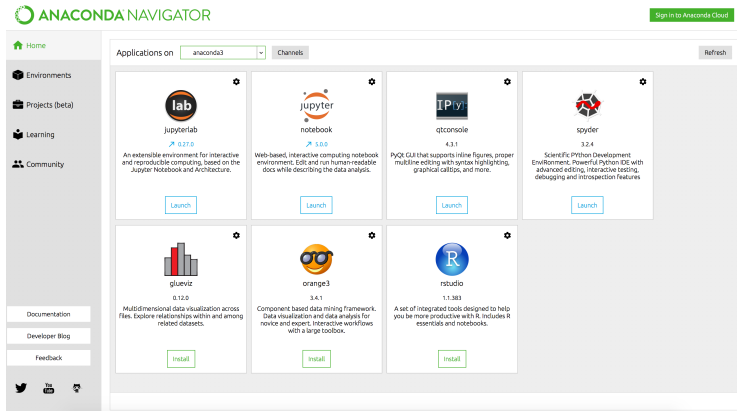 ANACONDA NAVIGATOR
Sign in to Anaconda Cloud
Home
Environments
Projects (beta)
Learning
Community
Documentation
Developer Blog
Feedback
You
Tube
Applications on
anaconda3
Channels
Refresh
lab
jupyterlab
0.27.0
An extensible environment for interactive
and reproducible computing, based on the
Jupyter Notebook and Architecture.
Launch
jupyter
notebook
5.0.0
Web-based, interactive computing notebook
environment. Edit and run human-readable
docs while describing the data analysis.
Launch
IP[y]:
qtconsole
4.3.1
PyQt GUI that supports inline figures, proper
multiline editing with syntax highlighting,
graphical calltips, and more.
Launch
spyder
3.2.4
Scientific PYthon Development
EnviRonment. Powerful Python IDE with
advanced editing, interactive testing,
debugging and introspection features
Launch
glueviz
0.12.0
Multidimensional data visualization across
files. Explore relationships within and among
related datasets.
Install
orange3
3.4.1
Component based data mining framework.
Data visualization and data analysis for
novice and expert. Interactive workflows
with a large toolbox.
Install
R
rstudio
1.1.383
A set of integrated tools designed to help
you be more productive with R. Includes R
essentials and notebooks.
Install